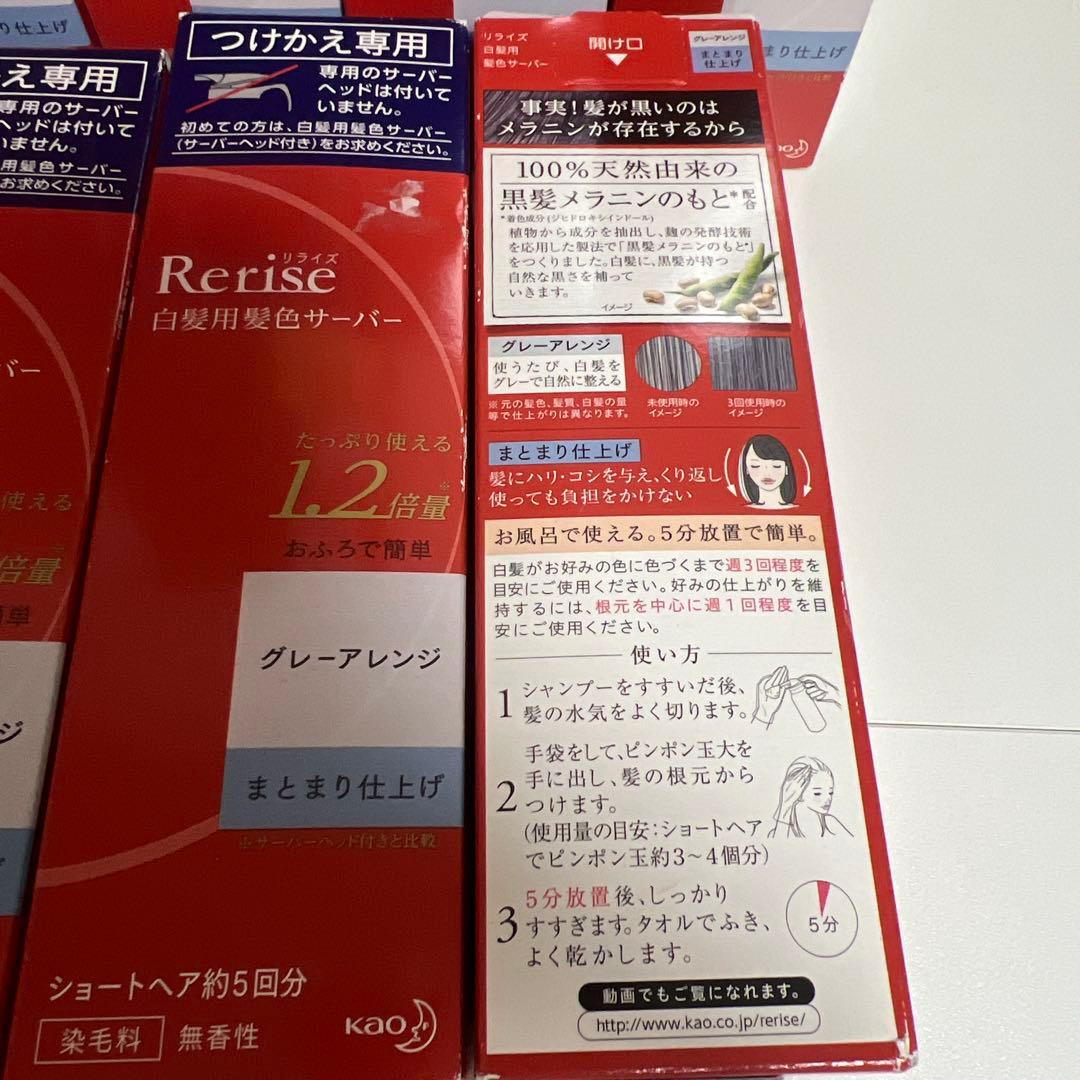 まとまり仕上げ
え専用
専用のサーバー
ヘッドは付いて
いません。
用髪色サーバー
お求めください。
バー
使える
倍量
簡単
ンジ
つけかえ専用
専用のサーバー
ヘッドは付いて
いません。
初めての方は、白髪用髪色サーバー
(サーバーヘッド付き)をお求めください。
リライズ
Rerise
白髪用髪色サーバー
たっぷり使える
1.2倍量※
おふろで簡単
グレーアレンジ
まとまり仕上げ
※サーバーヘッド付きと比較
ショートヘア約5回分
染毛料 無香性
Kao
リライズ
白髪用
髪色サーバー
開け口
グレーアレンジ
まとまり
仕上げ
事実!髪が黒いのは
メラニンが存在するから
100%天然由来の
黒髪メラニンのもと*配合
*着色成分(ジヒドロキシインドール)
植物から成分を抽出し、麹の発酵技術
を応用した製法で「黒髪メラニンのもと*」
をつくりました。白髪に、黒髪が持つ
自然な黒さを補って
いきます。
イメージ
グレーアレンジ
使うたび、白髪を
グレーで自然に整える
※元の髪色、髪質、白髪の量
等で仕上がりは異なります。
未使用時の
イメージ
3回使用時の
イメージ
まとまり仕上げ
髪にハリ・コシを与え、くり返し
使っても負担をかけない
お風呂で使える。5分放置で簡単。
白髪がお好みの色に色づくまで週3回程度を
目安にご使用ください。好みの仕上がりを維
持するには、根元を中心に週1回程度を目
安にご使用ください。
使い方
1 シャンプーをすすいだ後、
髪の水気をよく切ります。
2 手袋をして、ピンポン玉大を
手に出し、髪の根元から
つけます。
(使用量の目安:ショートヘア
でピンポン玉約3～4個分)
3 5分放置後、しっかり
すすぎます。タオルでふき、
よく乾かします。
5分
動画でもご覧になれます。
http://www.kao.co.jp/rerise/
まとまり仕上げ